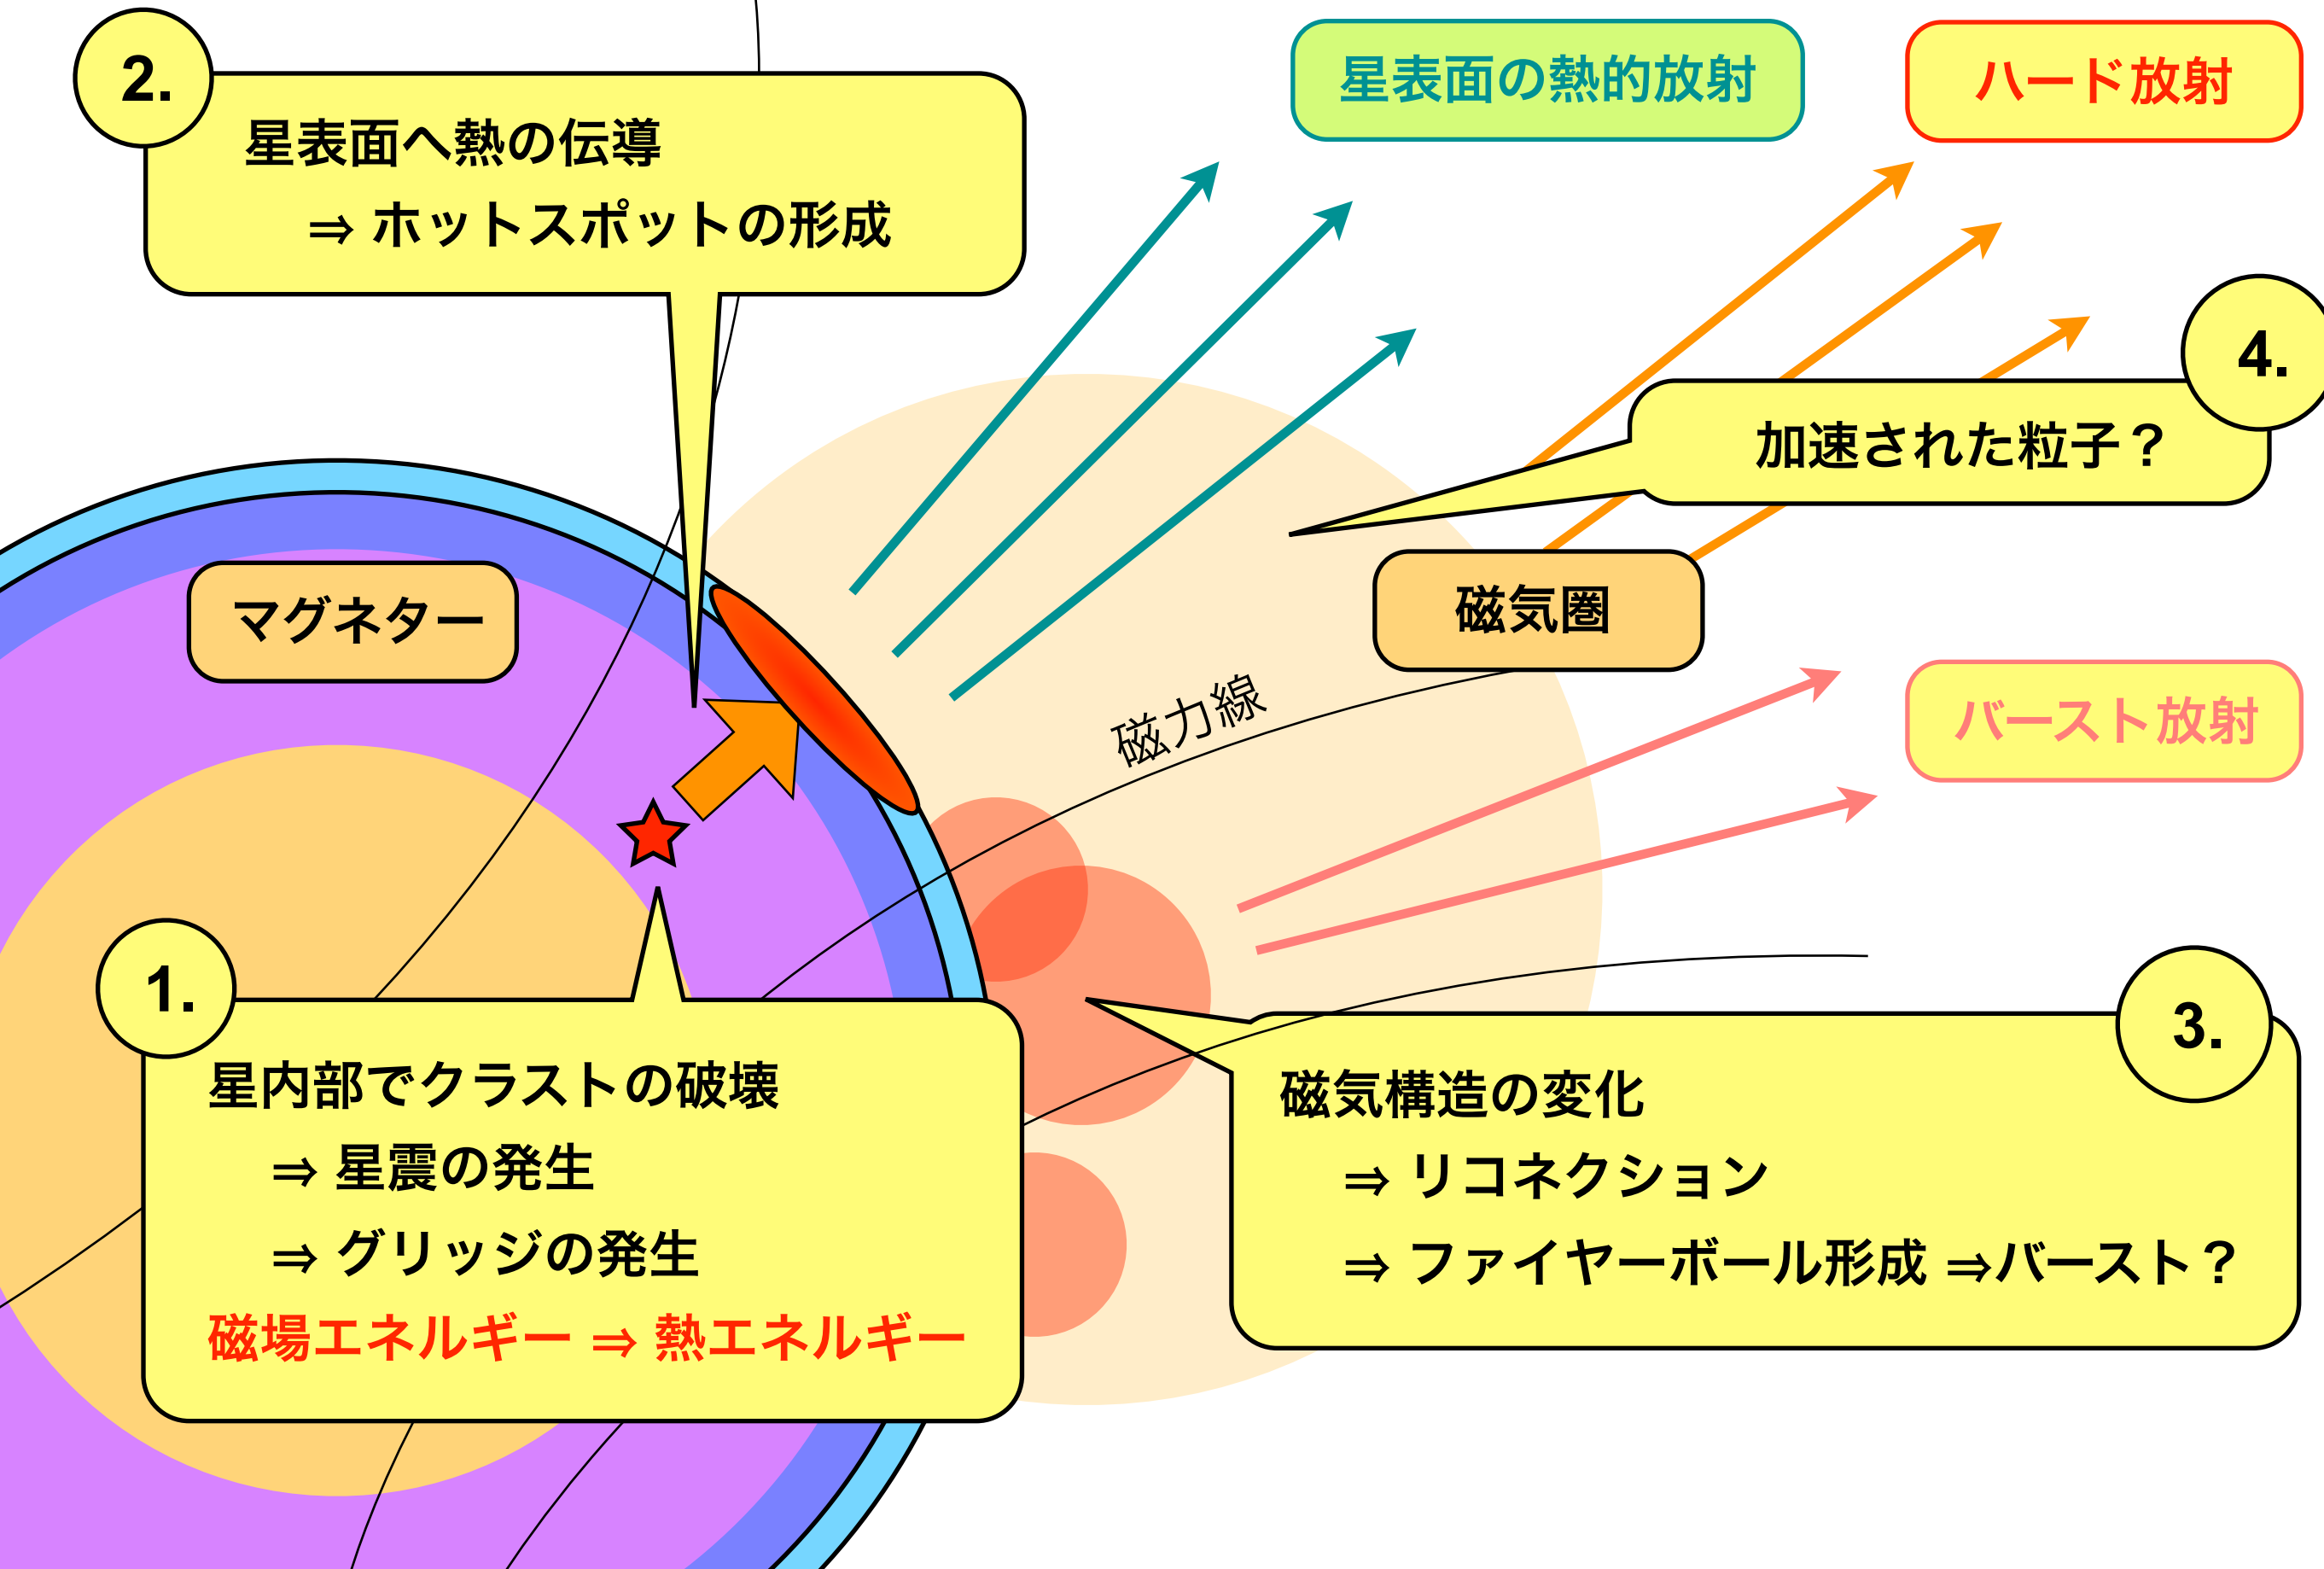 2.
星表面へ熱の伝導
⇒ ホットスポットの形成
星表面の熱的放射
ハード放射
4.
加速された粒子？
マグネター
磁気圏
磁力線
バースト放射
1.
星内部でクラストの破壊
⇒ 星震の発生
⇒ グリッジの発生
磁場エネルギー ⇒ 熱エネルギー
3.
磁気構造の変化
⇒ リコネクション
⇒ ファイヤーボール形成 ⇒バースト？